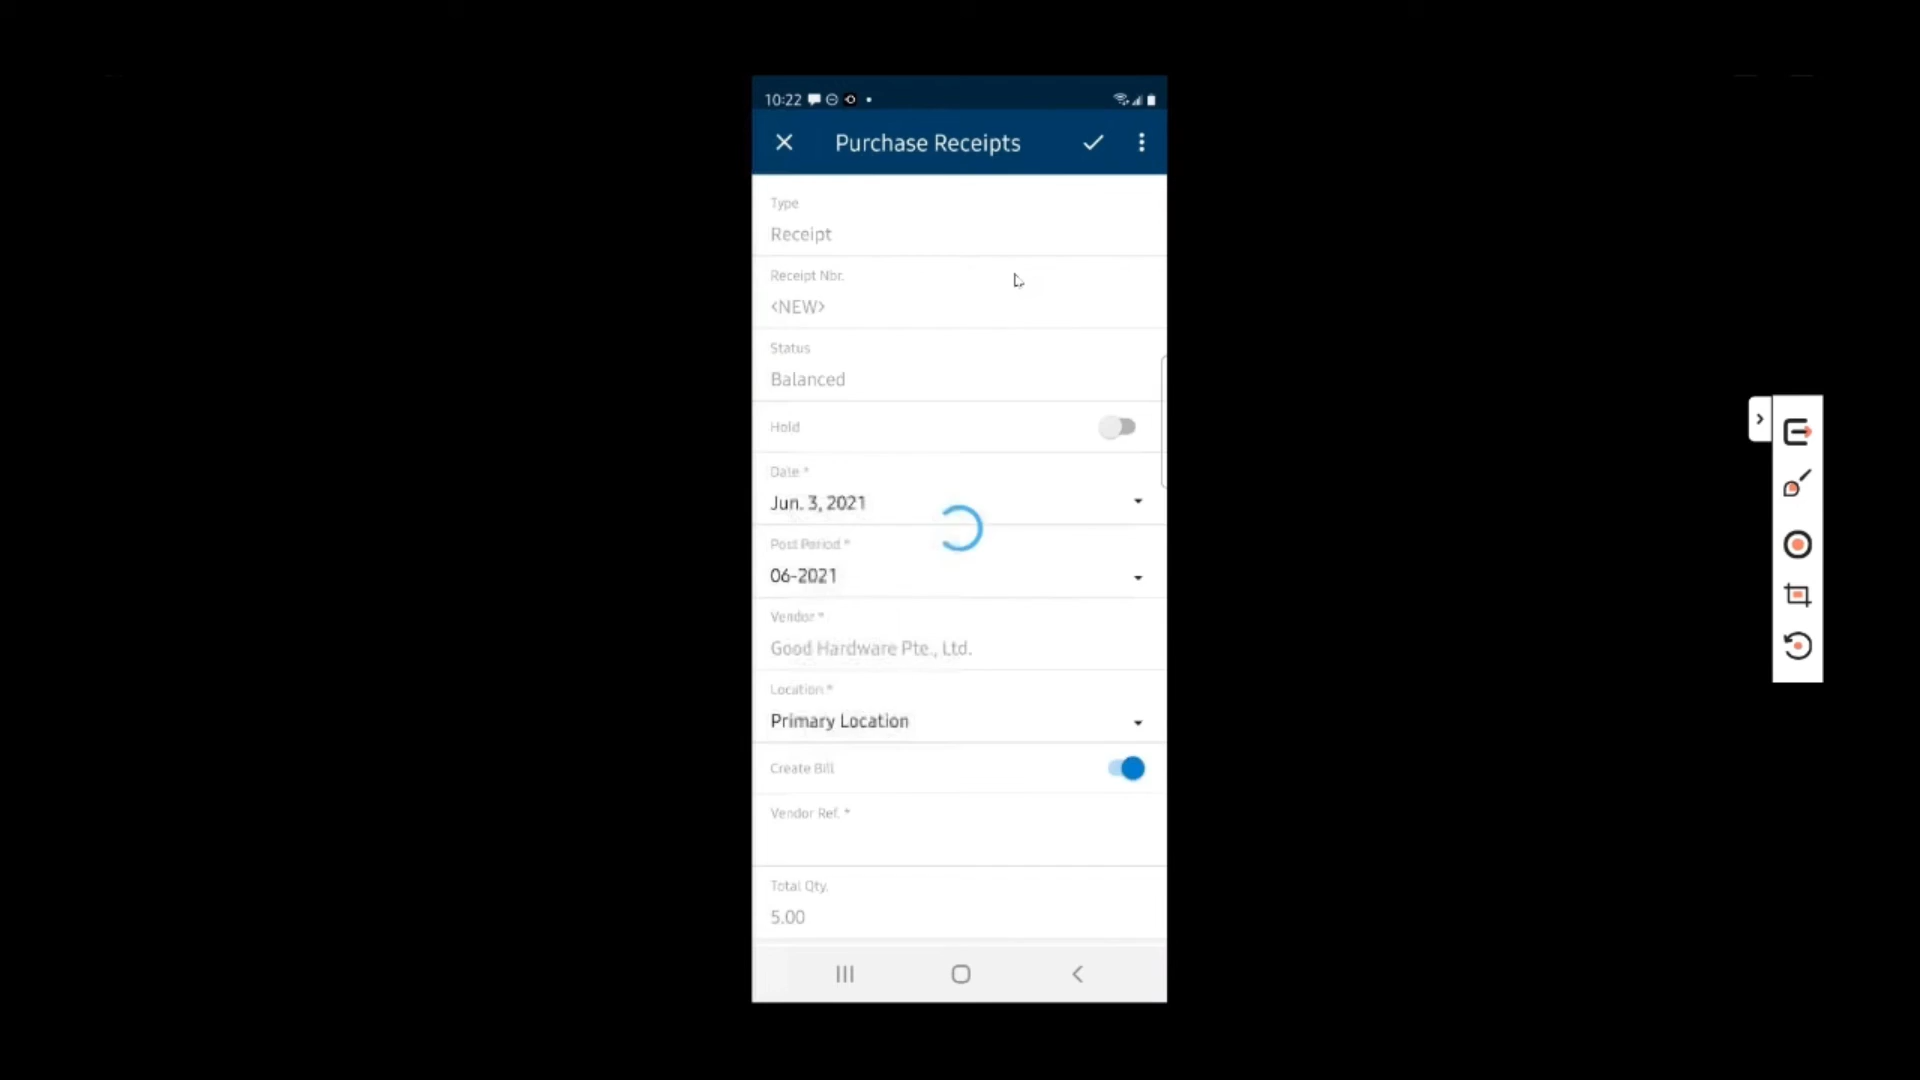 10:22
Purchase Receipts
Type
Receipt
Receipt Nbr.
<NEW>
Status
Balanced
Hold
Date *
Jun. 3, 2021
Post Period *
06-2021
Vendor *
Good Hardware Pte., Ltd.
Location *
Primary Location
Create Bill
Vendor Ref. *
Total Qty.
5.00